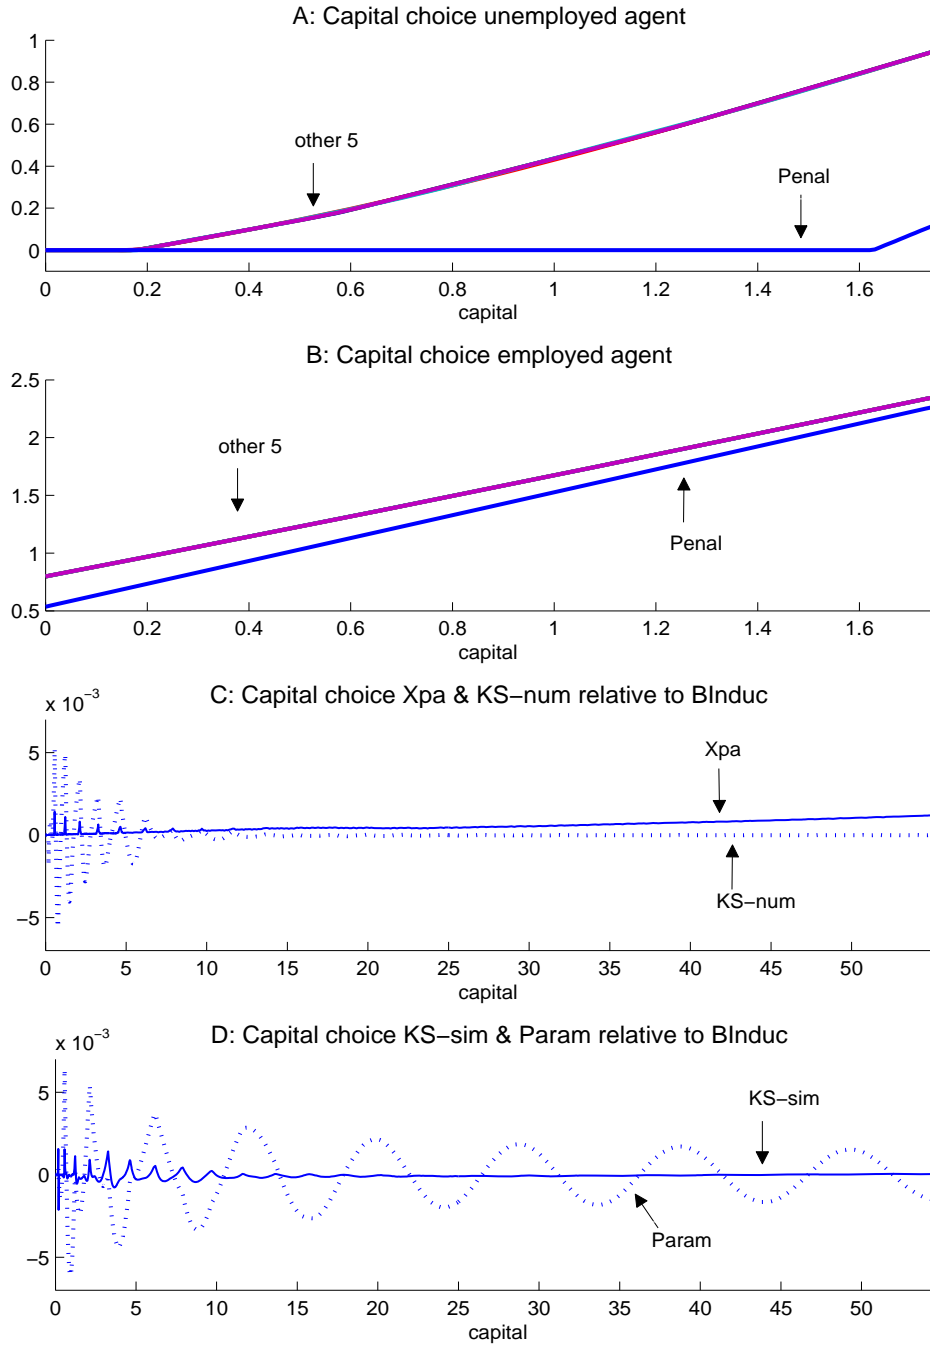 A: Capital choice unemployed agent
1
0.8
0.6
0.4
0.2
0
other 5
Penal
0 0.2 0.4 0.6 0.8 1 1.2 1.4 1.6
capital
B: Capital choice employed agent
2.5
2
1.5
1
0.5
other 5
Penal
0 0.2 0.4 0.6 0.8 1 1.2 1.4 1.6
capital
C: Capital choice Xpa & KS−num relative to BInduc
x 10−3
5
0
−5
Xpa
KS−num
0 5 10 15 20 25 30 35 40 45 50
capital
D: Capital choice KS−sim & Param relative to BInduc
x 10−3
5
0
−5
KS−sim
Param
0 5 10 15 20 25 30 35 40 45 50
capital